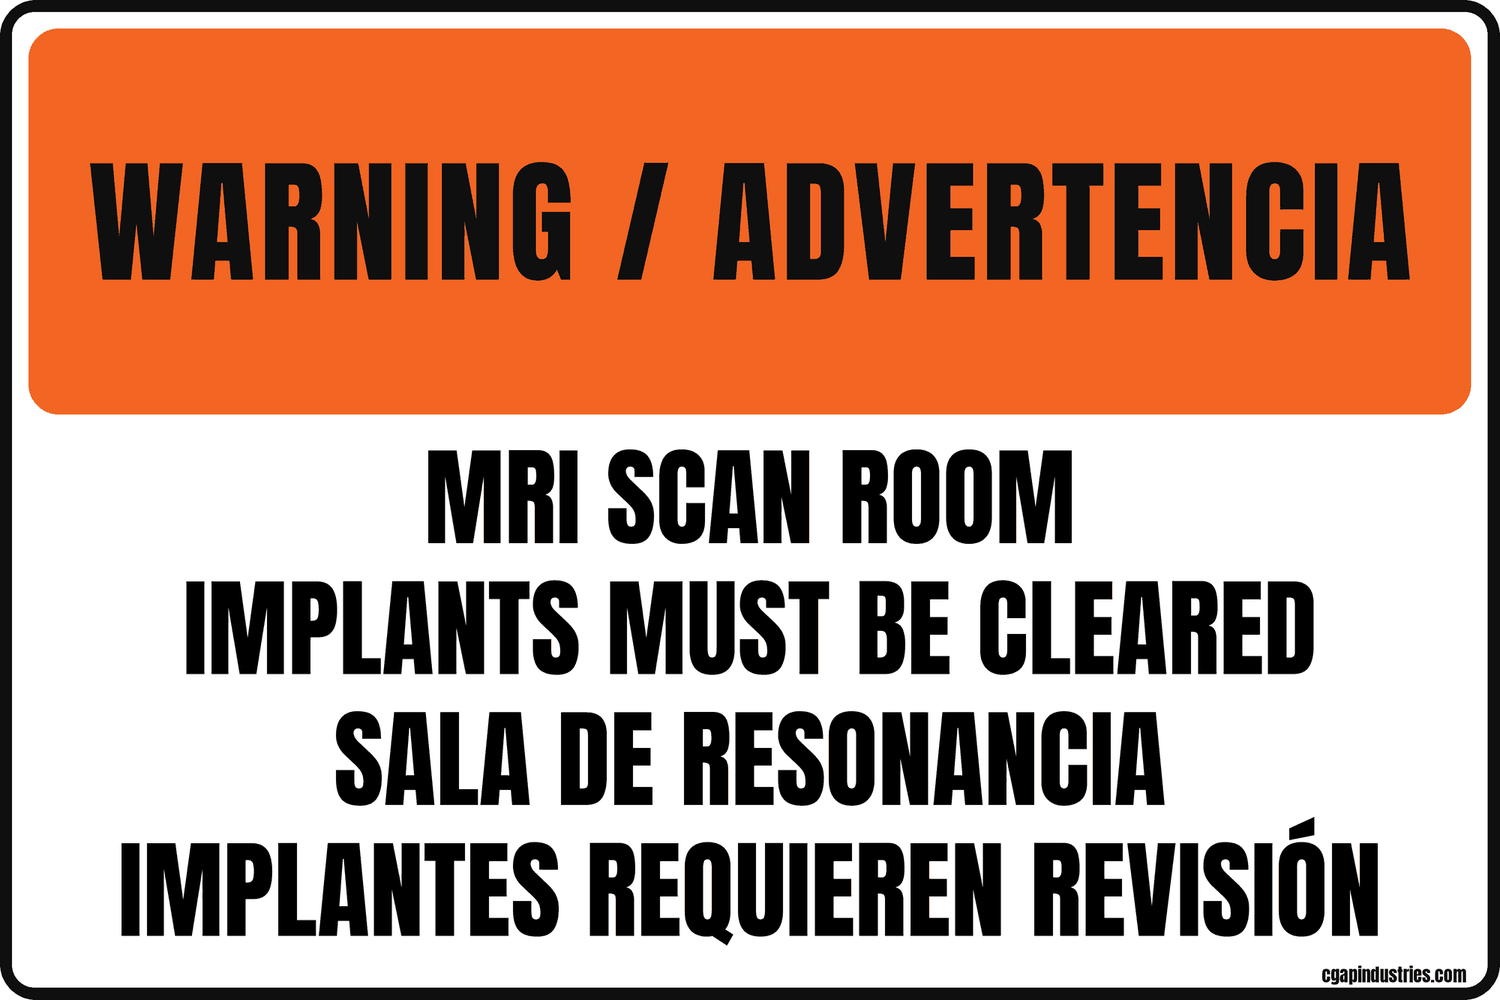 WARNING / ADVERTENCIA
MRI SCAN ROOM
IMPLANTS MUST BE CLEARED
SALA DE RESONANCIA
IMPLANTES REQUIEREN REVISIÓN
cgapindustries.com